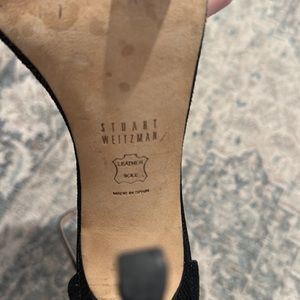 STUART
WEITZMAN
LEATHER
SOLE
MADE IN SPAIN